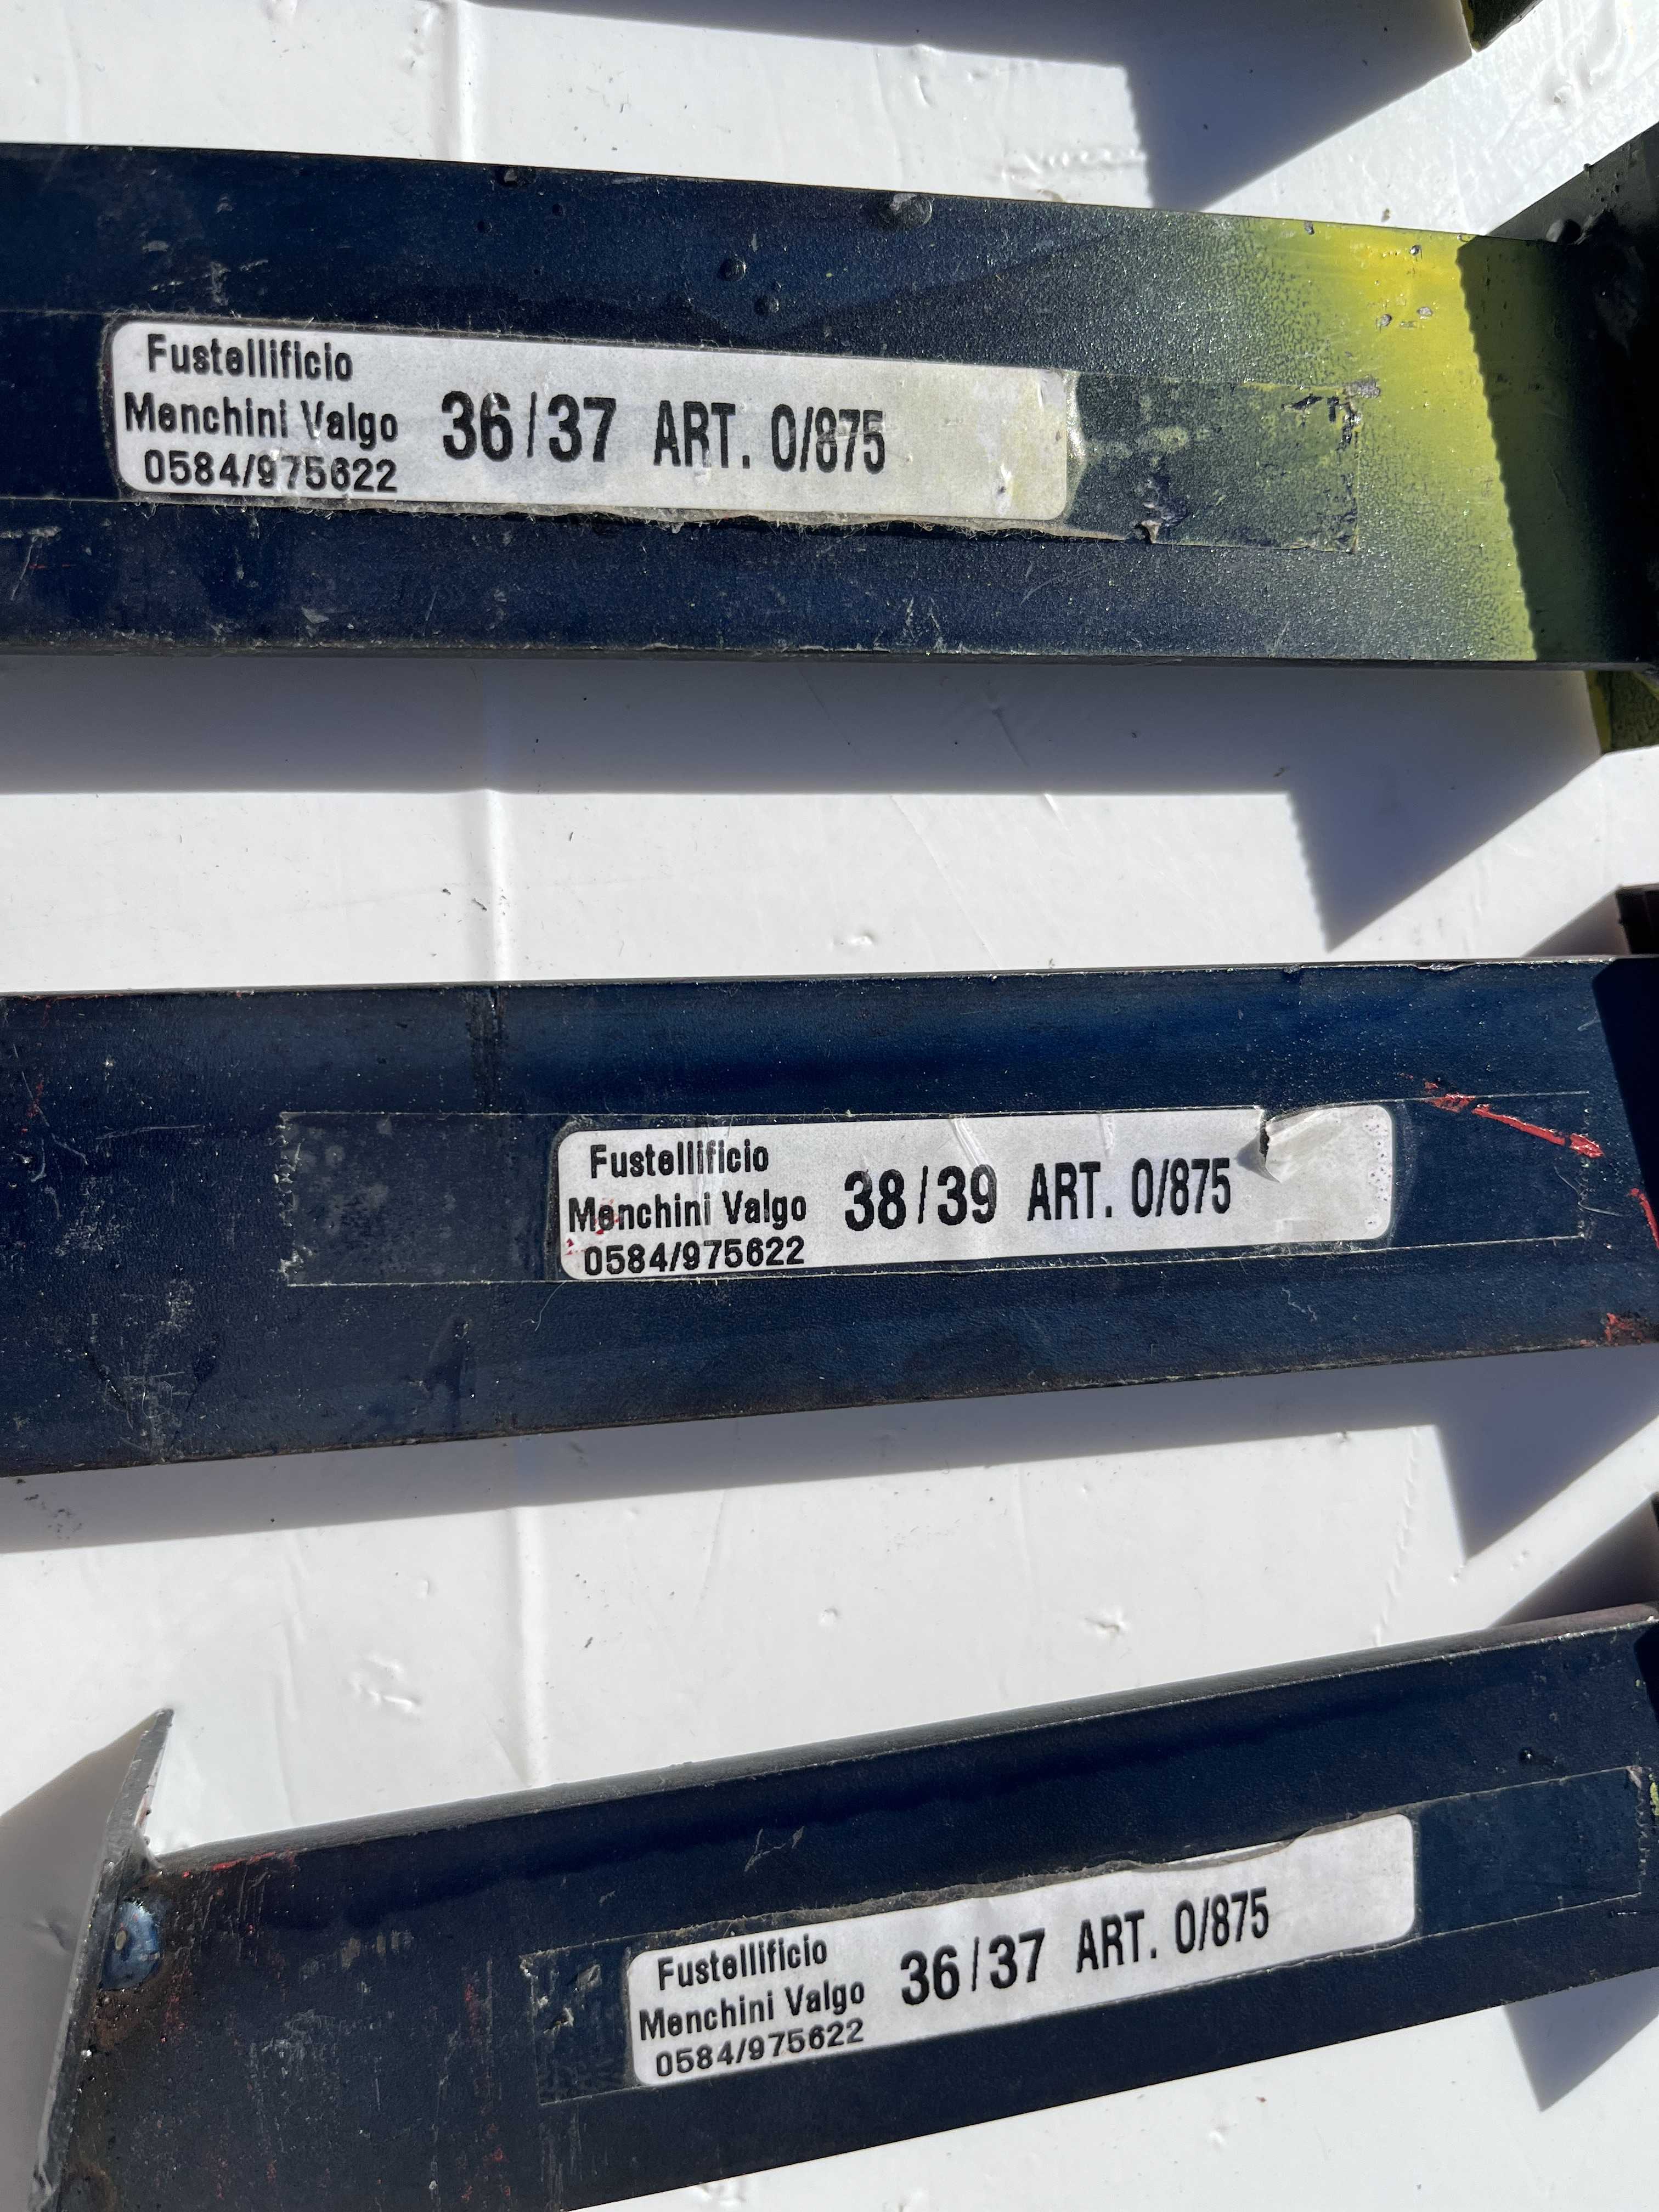 Fustellificio
Menchini Valgo
0584/975622
36/37 ART. 0/875
Fustellificio
Menchini Valgo
0584/975622
38/39 ART. 0/875
Fustellificio
Menchini Valgo
0584/975622
36/37 ART. 0/875